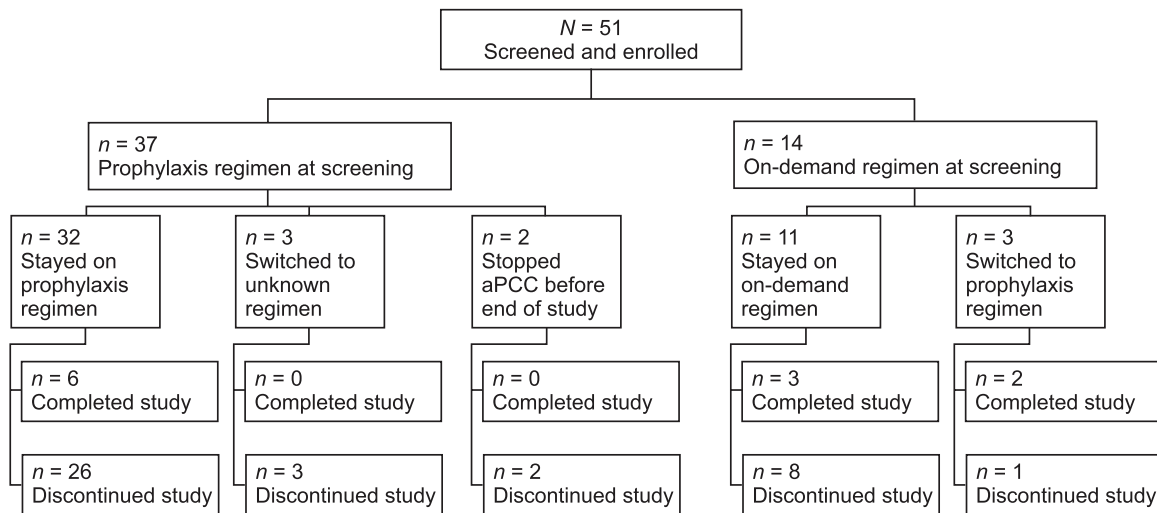 N = 51
Screened and enrolled
n = 37
Prophylaxis regimen at screening
n = 14
On-demand regimen at screening
n = 32
Stayed on
prophylaxis
regimen
n = 3
Switched to
unknown
regimen
n = 2
Stopped
aPCC before
end of study
n = 11
Stayed on
on-demand
regimen
n = 3
Switched to
prophylaxis
regimen
n = 6
Completed study
n = 0
Completed study
n = 0
Completed study
n = 3
Completed study
n = 2
Completed study
n = 26
Discontinued study
n = 3
Discontinued study
n = 2
Discontinued study
n = 8
Discontinued study
n = 1
Discontinued study